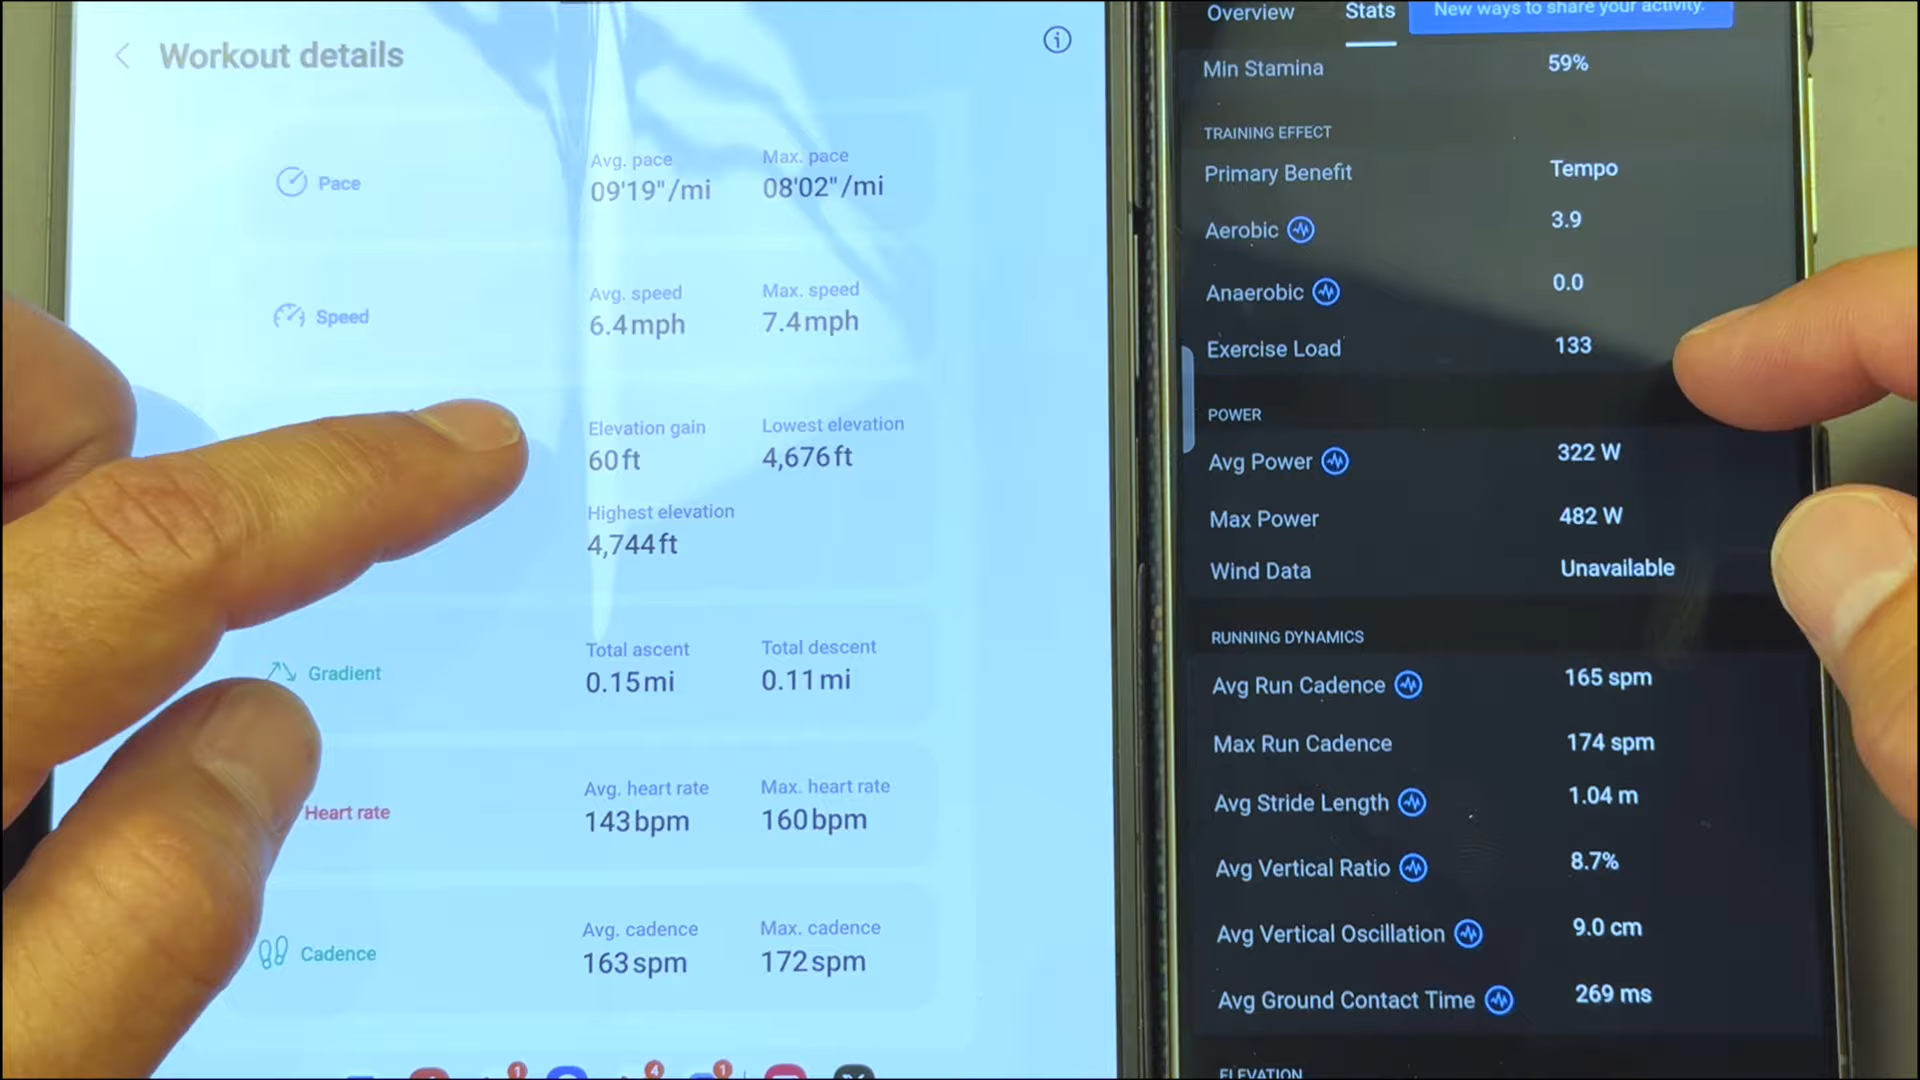 Workout details
Pace
Avg. pace
Max. pace
09'19"/mi
08'02"/mi
Speed
Avg. speed
Max. speed
6.4mph
7.4mph
Elevation gain
Lowest elevation
60ft
4,676ft
Highest elevation
4,744ft
Gradient
Total ascent
Total descent
0.15mi
0.11mi
Heart rate
Avg. heart rate
Max. heart rate
143bpm
160bpm
Cadence
Avg. cadence
Max. cadence
163spm
172spm
1
4
1
Overview
Stats
New ways to share your activity.
Min Stamina
59%
TRAINING EFFECT
Primary Benefit
Tempo
Aerobic
3.9
Anaerobic
0.0
Exercise Load
133
POWER
Avg Power
322 W
Max Power
482 W
Wind Data
Unavailable
RUNNING DYNAMICS
Avg Run Cadence
165 spm
Max Run Cadence
174 spm
Avg Stride Length
1.04 m
Avg Vertical Ratio
8.7%
Avg Vertical Oscillation
9.0 cm
Avg Ground Contact Time
269 ms
ELEVATION